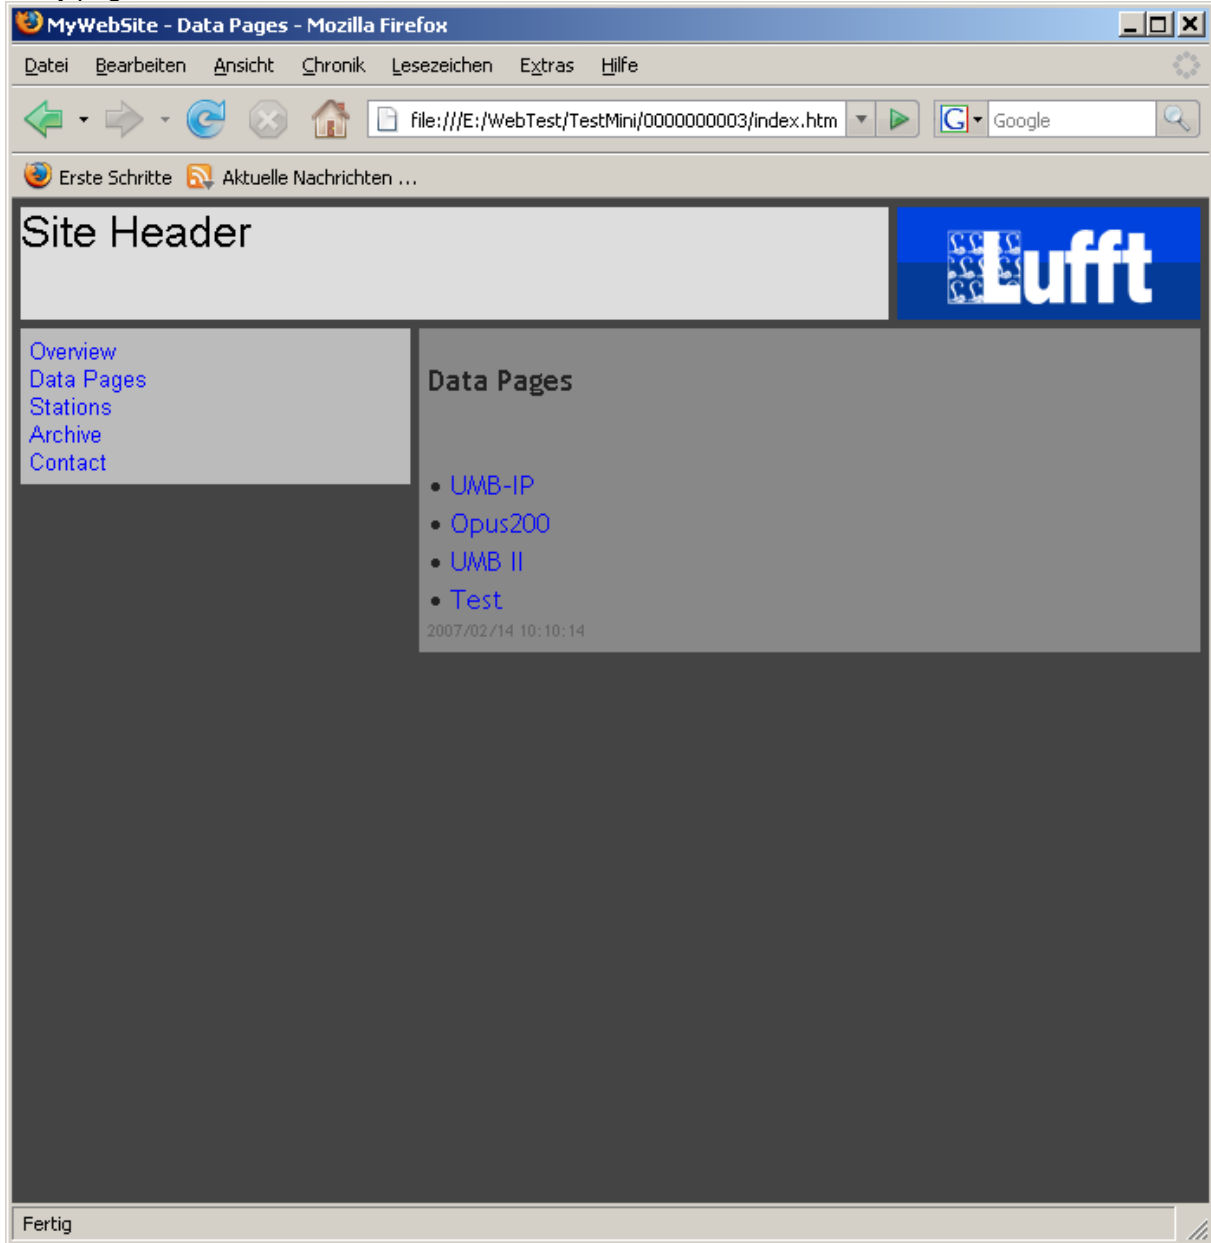 MyWebSite - Data Pages - Mozilla Firefox
Datei Bearbeiten Ansicht Chronik Lesezeichen Extras Hilfe
file:///E:/WebTest/TestMini/0000000003/index.htm G Google
Erste Schritte Aktuelle Nachrichten ...
Site Header
Lufft
Overview
Data Pages
Stations
Archive
Contact
Data Pages
• UMB-IP
• Opus200
• UMB II
• Test
2007/02/14 10:10:14
Fertig